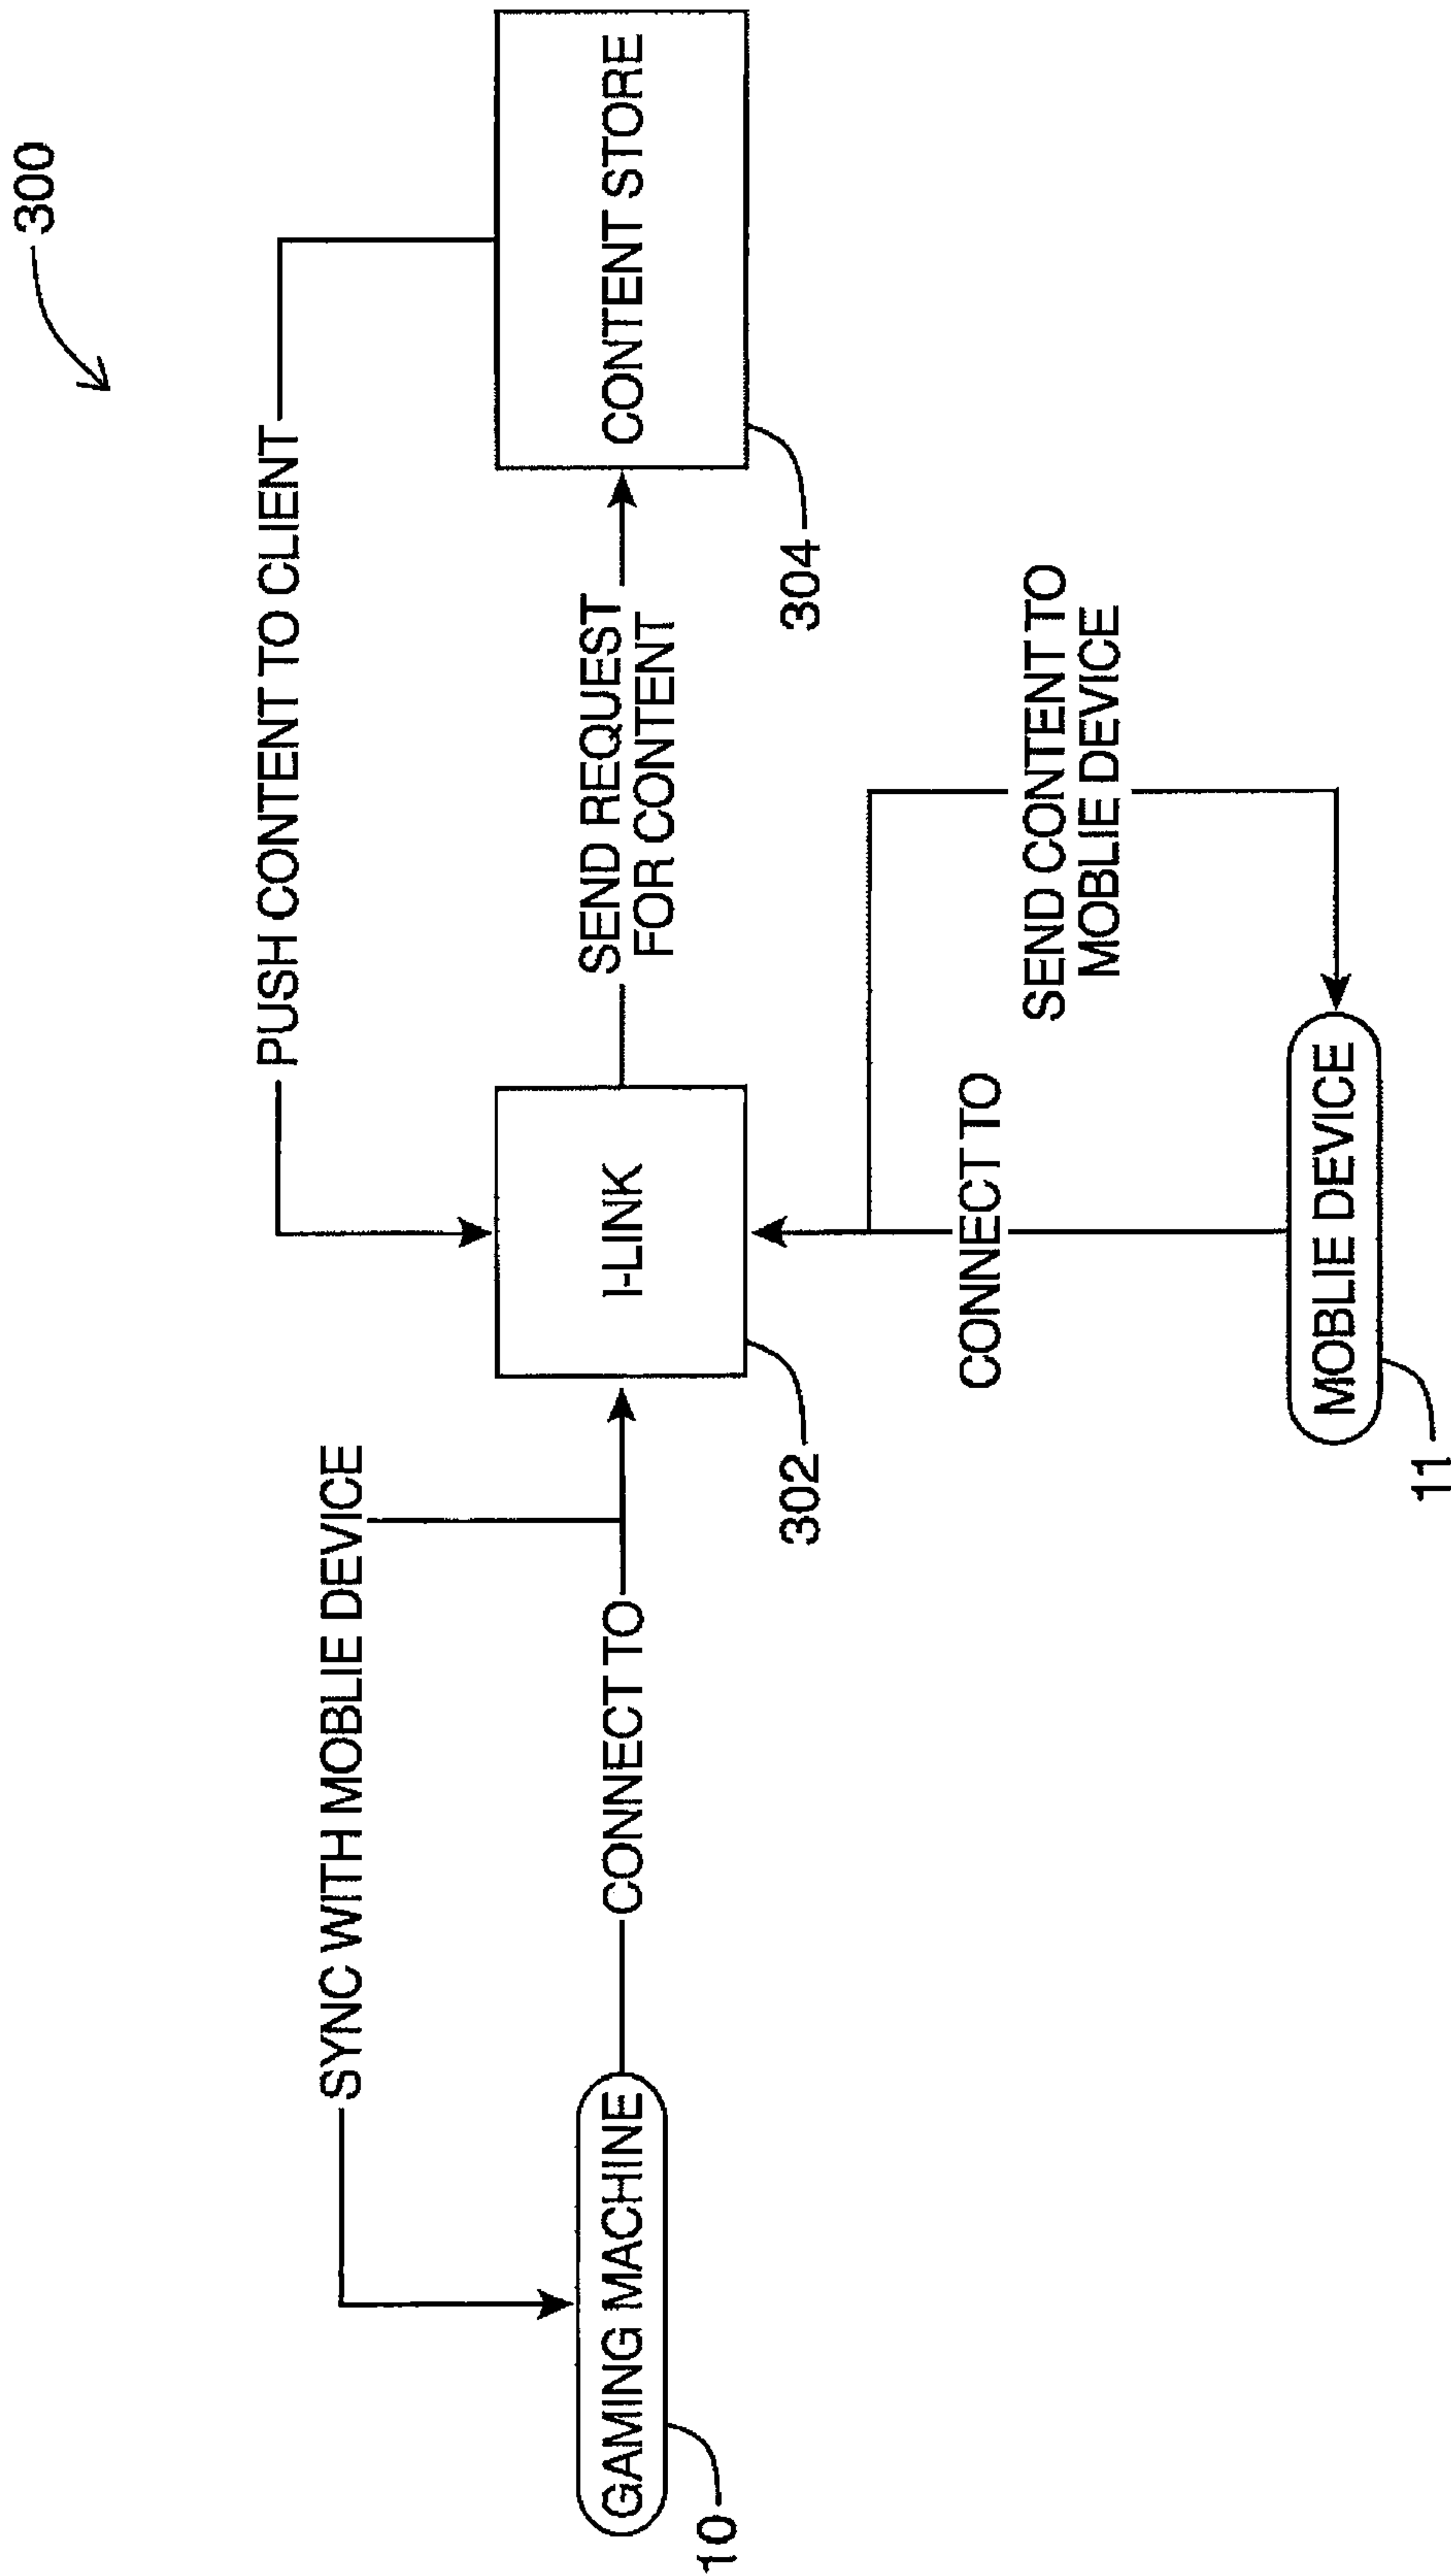 300
PUSH CONTENT TO CLIENT
SYNC WITH MOBLIE DEVICE
GAMING MACHINE
10
CONNECT TO
I-LINK
302
SEND REQUEST
FOR CONTENT
CONTENT STORE
304
CONNECT TO
SEND CONTENT TO
MOBLIE DEVICE
MOBLIE DEVICE
11